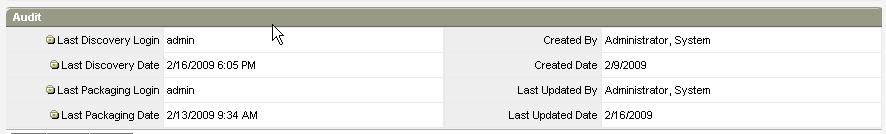 Audit
Last Discovery Login admin Created By Administrator, System
Last Discovery Date 2/16/2009 6:05 PM Created Date 2/9/2009
Last Packaging Login admin Last Updated By Administrator, System
Last Packaging Date 2/13/2009 9:34 AM Last Updated Date 2/16/2009